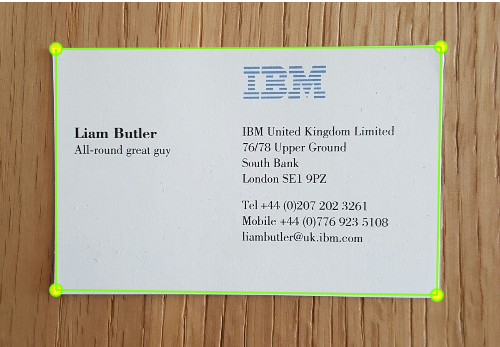 IBM
Liam Butler
All-round great guy
IBM United Kingdom Limited
76/78 Upper Ground
South Bank
London SE1 9PZ
Tel +44 (0)207 202 3261
Mobile +44 (0)776 923 5108
liambutler@uk.ibm.com